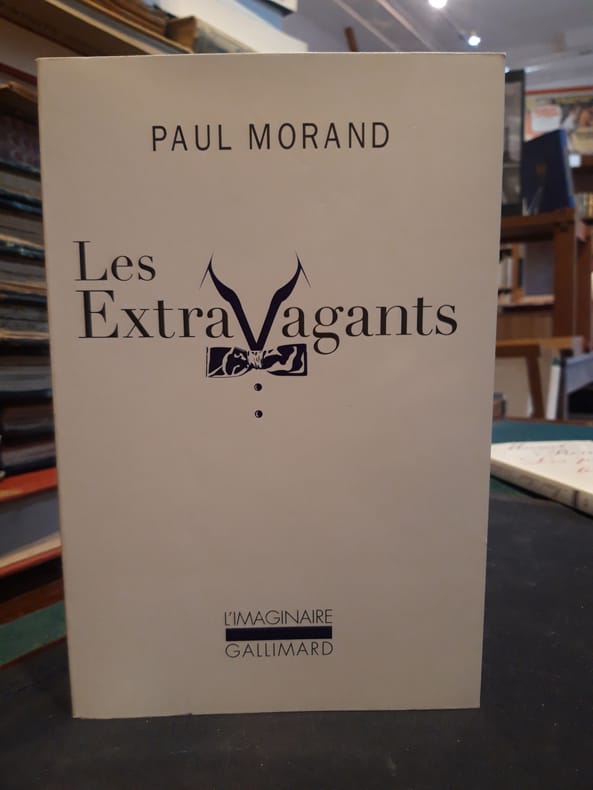 PAUL MORAND
Les
ExtraVagants
L'IMAGINAIRE
GALLIMARD